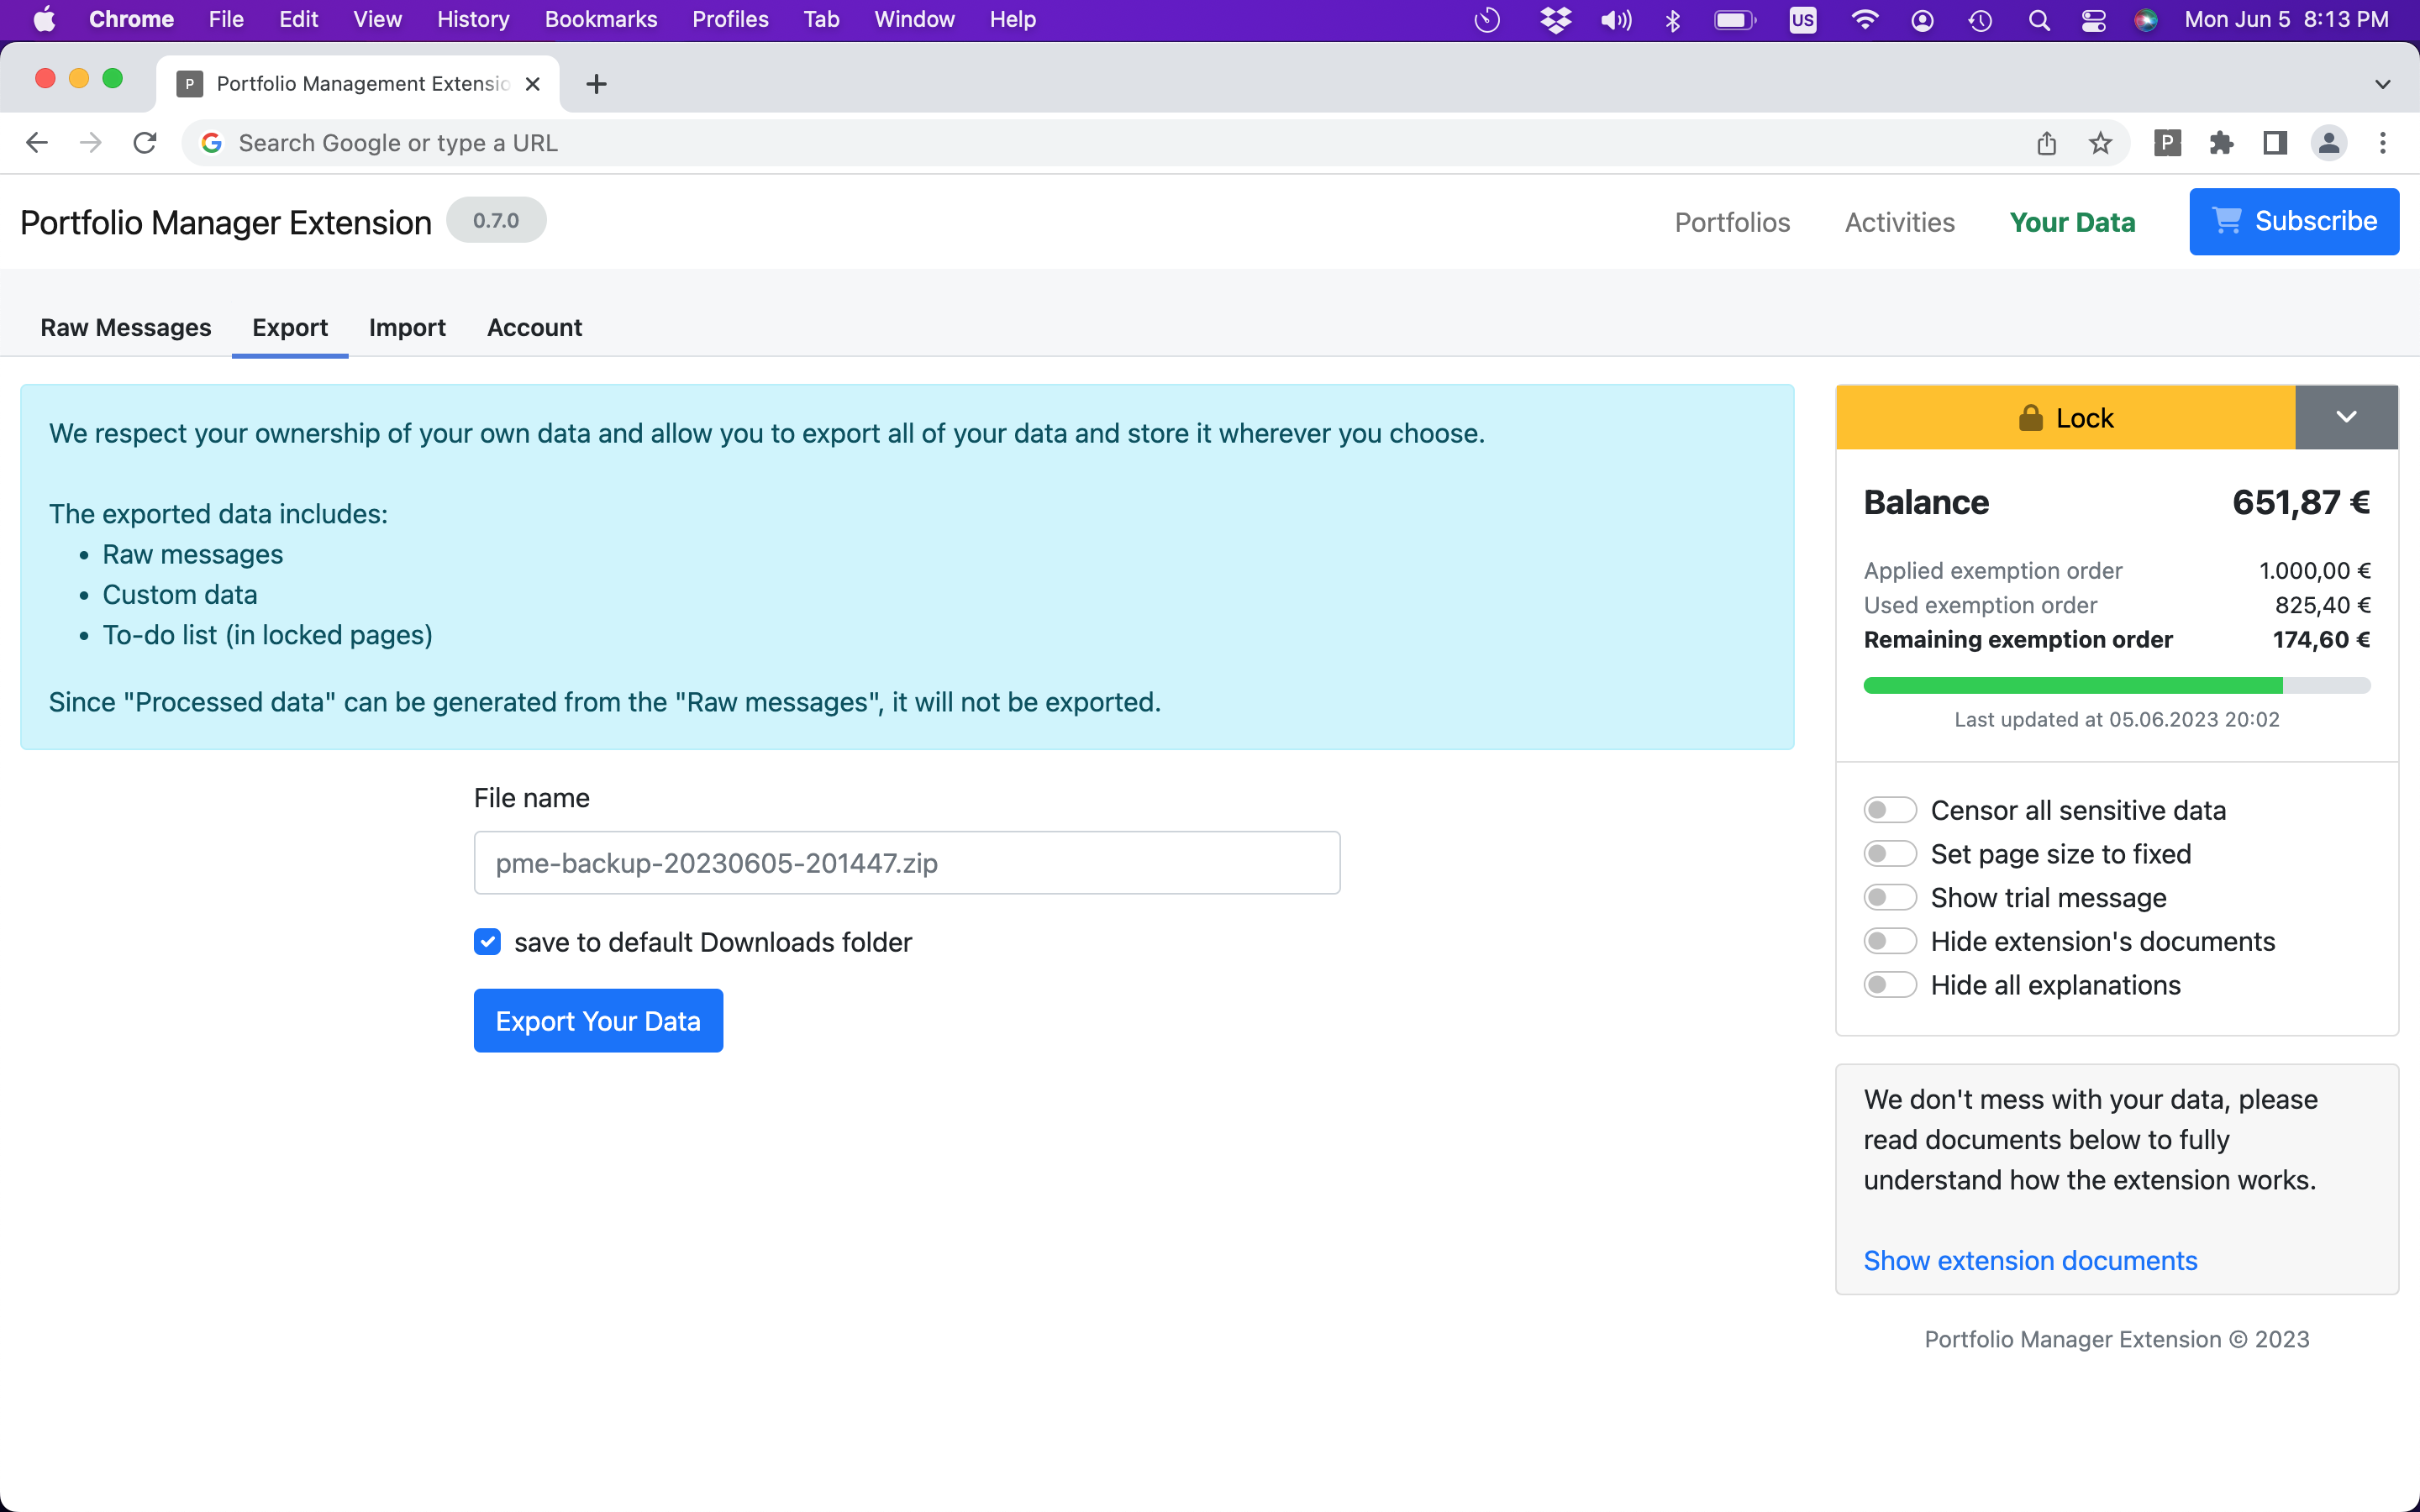 Chrome File Edit View History Bookmarks Profiles Tab Window Help US Mon Jun 5 8:13 PM
P Portfolio Management Extensio
Search Google or type a URL P
Portfolio Manager Extension 0.7.0 Portfolios Activities Your Data Subscribe
Raw Messages Export Import Account
We respect your ownership of your own data and allow you to export all of your data and store it wherever you choose.
The exported data includes:
• Raw messages
• Custom data
• To-do list (in locked pages)
Since "Processed data" can be generated from the "Raw messages", it will not be exported.
File name
pme-backup-20230605-201447.zip
save to default Downloads folder
Export Your Data
Lock
Balance 651,87 €
Applied exemption order 1.000,00 €
Used exemption order 825,40 €
Remaining exemption order 174,60 €
Last updated at 05.06.2023 20:02
Censor all sensitive data
Set page size to fixed
Show trial message
Hide extension's documents
Hide all explanations
We don't mess with your data, please
read documents below to fully
understand how the extension works.
Show extension documents
Portfolio Manager Extension © 2023